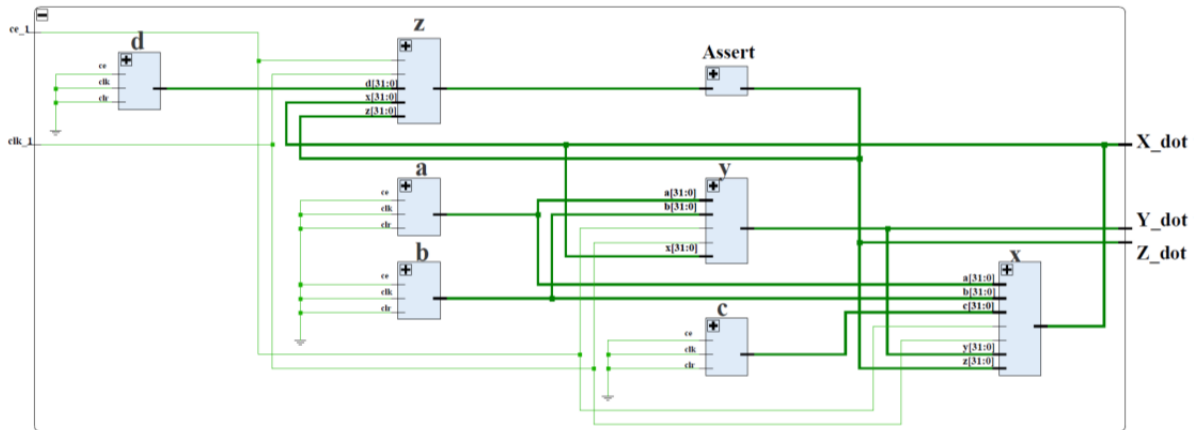 ce_1
d
ce
clk
clr
z
d[31:0]
x[31:0]
z[31:0]
Assert
clk_1
X_dot
a
ce
clk
clr
y
a[31:0]
b[31:0]
x[31:0]
Y_dot
Z_dot
b
ce
clk
clr
x
a[31:0]
b[31:0]
c[31:0]
y[31:0]
z[31:0]
c
ce
clk
clr